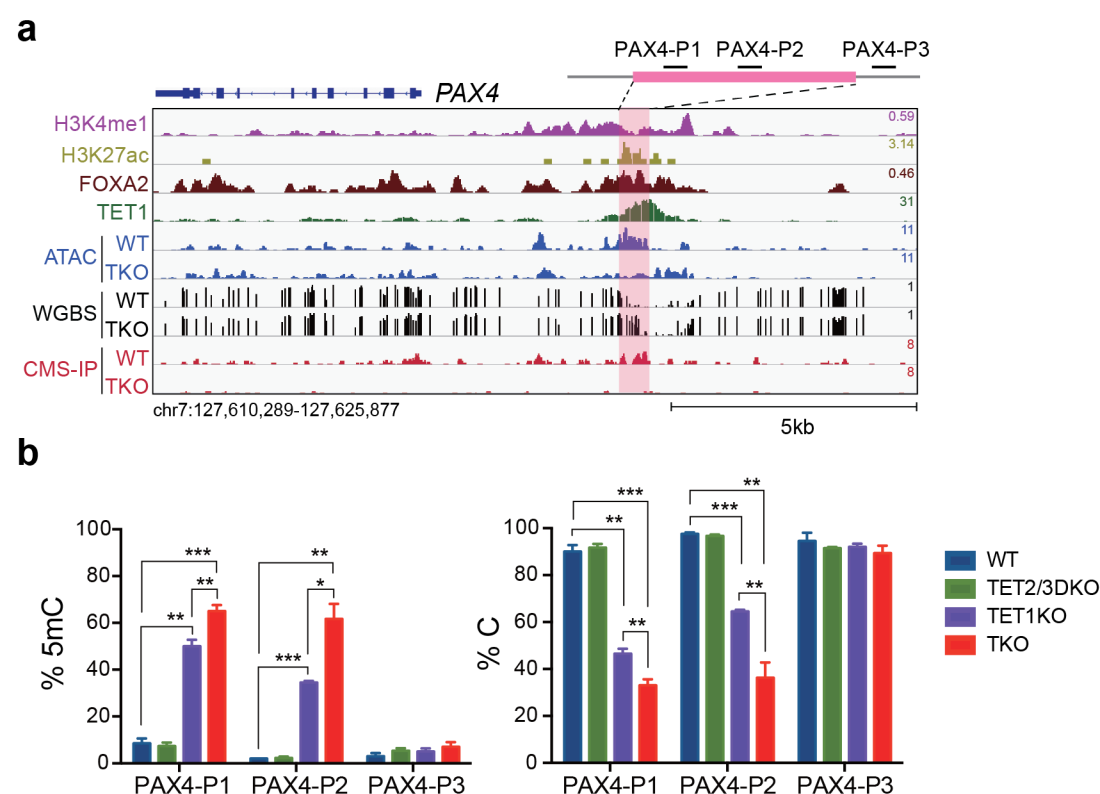 a
PAX4-P1 PAX4-P2 PAX4-P3
PAX4
H3K4me1 0.59
H3K27ac 3.14
FOXA2 0.46
TET1 31
ATAC WT 11
TKO 11
WGBS WT 1
TKO 1
CMS-IP WT 8
TKO 8
chr7:127,610,289-127,625,877
5kb
b
% 5mC
100
80
60
40
20
0
*** ** **
** * ***
PAX4-P1 PAX4-P2 PAX4-P3
% C
100
80
60
40
20
0
*** ** **
** *** **
PAX4-P1 PAX4-P2 PAX4-P3
WT
TET2/3DKO
TET1KO
TKO